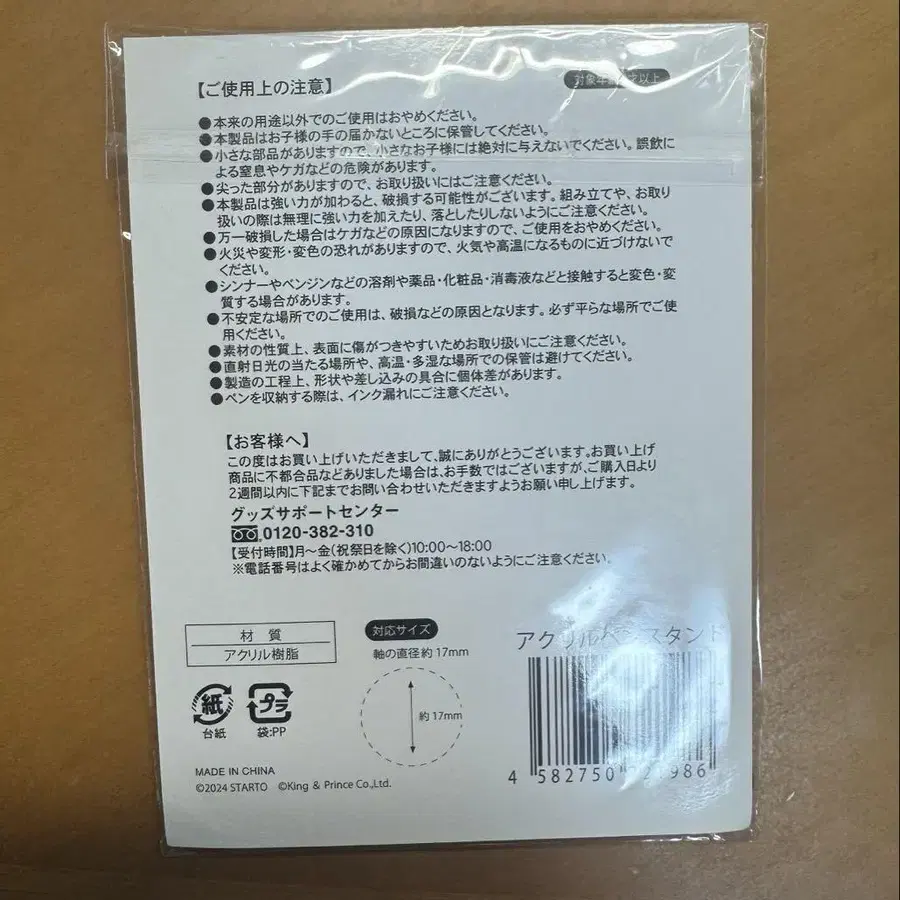 【ご使用上の注意】
対象年齢 以上
●本来の用途以外でのご使用はおやめください。
●本製品はお子様の手の届かないところに保管してください。
●小さな部品がありますので、小さなお子様には絶対に与えないでください。誤飲に
よる窒息やケガなどの危険があります。
●尖った部分がありますので、お取り扱いにはご注意ください。
●本製品は強い力が加わると、破損する可能性がございます。組み立てや、お取り
扱いの際は無理に強い力を加えたり、落としたりしないようにご注意ください。
●万一破損した場合はケガなどの原因になりますので、ご使用をおやめください。
●火災や変形・変色の恐れがありますので、火気や高温になるものに近づけないで
ください。
●シンナーやベンジンなどの溶剤や薬品・化粧品・消毒液などと接触すると変色・変
質する場合があります。
●不安定な場所でのご使用は、破損などの原因となります。必ず平らな場所でご使
用ください。
●素材の性質上、表面に傷がつきやすいためお取り扱いにご注意ください。
●直射日光の当たる場所や、高温・多湿な場所での保管は避けてください。
●製造の工程上、形状や差し込みの具合に個体差があります。
●ペンを収納する際は、インク漏れにご注意ください。
【お客様へ】
この度はお買い上げいただきまして、誠にありがとうございます。お買い上げ
商品に不都合品などありました場合は、お手数ではございますが、ご購入日より
2週間以内に下記までお問い合わせいただきますようお願い申し上げます。
グッズサポートセンター
0120-382-310
【受付時間】月〜金(祝祭日を除く)10:00〜18:00
※電話番号はよく確かめてからお間違いのないようにご注意ください。
材 質
アクリル樹脂
対応サイズ
軸の直径約17mm
約17mm
アクリル スタンド
紙
台紙
プラ
袋:PP
4 582750 986
MADE IN CHINA
©2024 STARTO ©King & Prince Co.,Ltd.